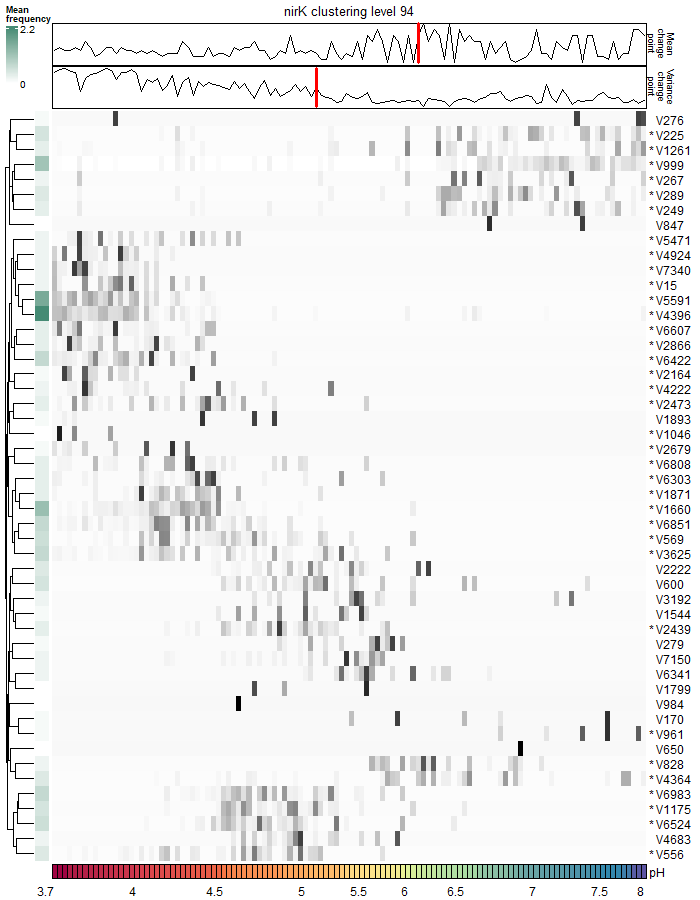 nirK clustering level 94
Mean
frequency
2.2
0
Mean
change
point
Variance
change
point
V276
* V225
* V1261
* V999
* V267
* V289
* V249
V847
* V5471
* V4924
* V7340
* V15
* V5591
* V4396
* V6607
* V2866
* V6422
* V2164
* V4222
* V2473
* V1893
* V1046
* V2679
* V6808
* V6303
* V1871
* V1660
* V6851
* V569
* V3625
V2222
V600
V3192
V1544
* V2439
V279
V7150
V6341
V1799
V984
V170
* V961
V650
* V828
* V4364
* V6983
* V1175
* V6524
V4683
* V556
pH
3.7 4 4.5 5 5.5 6 6.5 7 7.5 8